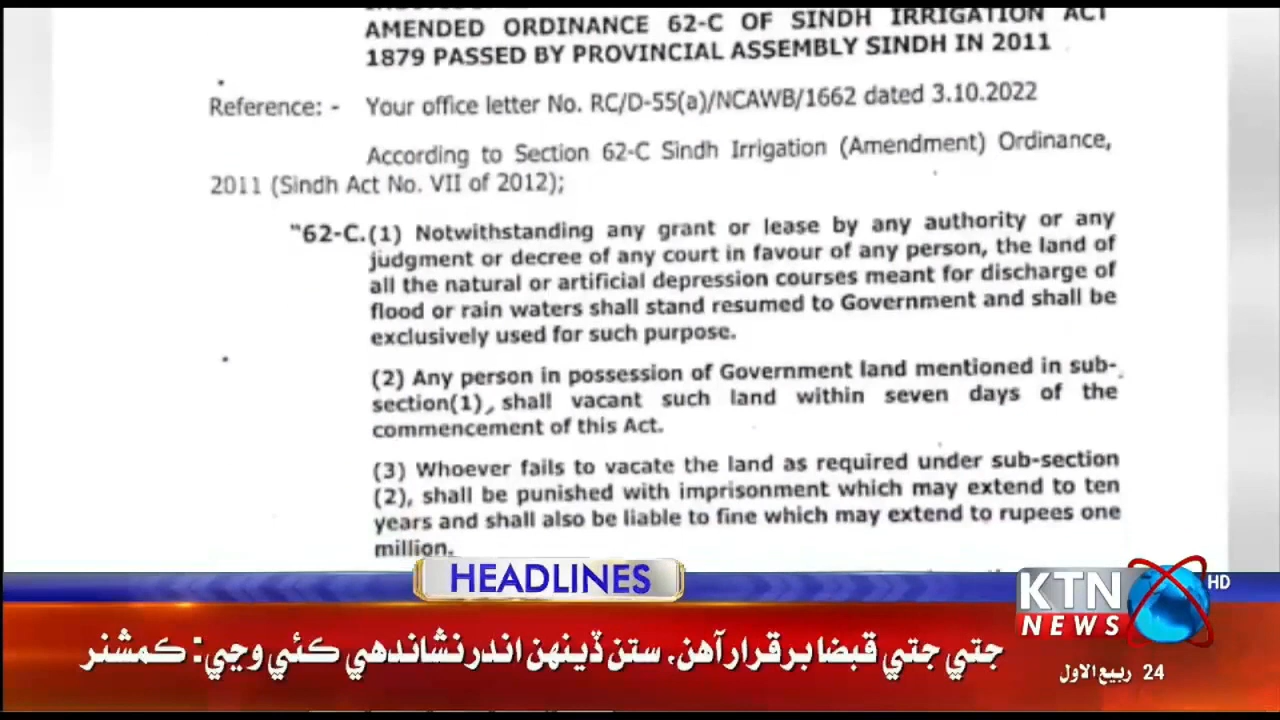 AMENDED ORDINANCE 62-C OF SINDH IRRIGATION ACT
1879 PASSED BY PROVINCIAL ASSEMBLY SINDH IN 2011
Reference: - Your office letter No. RC/D-55(a)/NCAWB/1662 dated 3.10.2022
According to Section 62-C Sindh Irrigation (Amendment) Ordinance,
2011 (Sindh Act No. VII of 2012);
"62-C.(1) Notwithstanding any grant or lease by any authority or any
judgment or decree of any court in favour of any person, the land of
all the natural or artificial depression courses meant for discharge of
flood or rain waters shall stand resumed to Government and shall be
exclusively used for such purpose.
(2) Any person in possession of Government land mentioned in sub-
section(1), shall vacant such land within seven days of the
commencement of this Act.
(3) Whoever fails to vacate the land as required under sub-section
(2), shall be punished with imprisonment which may extend to ten
years and shall also be liable to fine which may extend to rupees one
million.
HEADLINES
KTN HD
NEWS
جتي جتي قبضا برقرار آهن، ستن ڏينهن اندر نشاندهي ڪئي وڃي: ڪمشنر
24 ربيع الاول